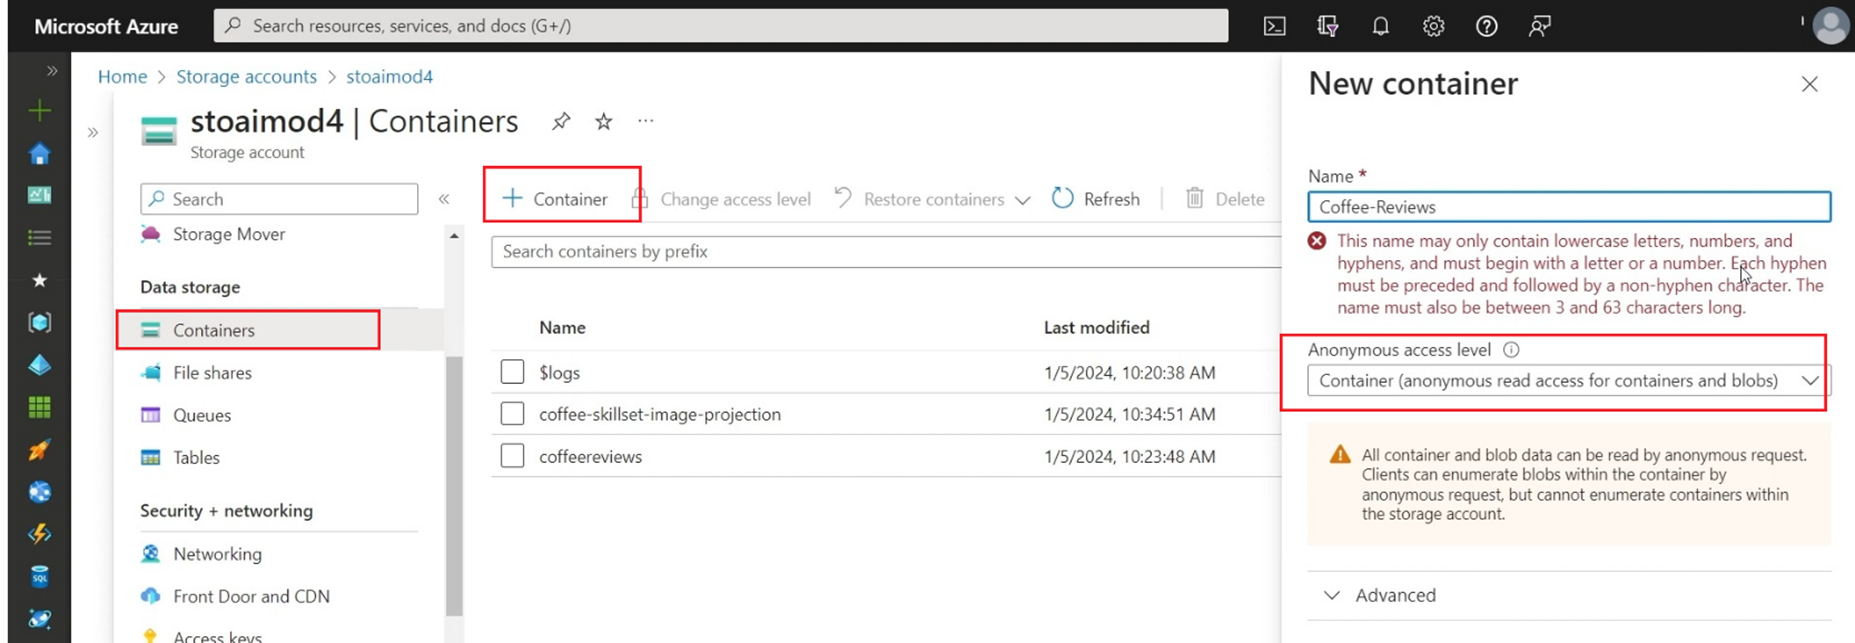 Microsoft Azure
Search resources, services, and docs (G+/)
Home > Storage accounts > stoaimod4
stoaimod4 | Containers
Storage account
Search
Storage Mover
Data storage
Containers
File shares
Queues
Tables
Security + networking
Networking
Front Door and CDN
Access keys
SQL
Container
Change access level
Restore containers
Refresh
Delete
Search containers by prefix
Name Last modified
$logs 1/5/2024, 10:20:38 AM
coffee-skillset-image-projection 1/5/2024, 10:34:51 AM
coffeereviews 1/5/2024, 10:23:48 AM
New container
Name *
Coffee-Reviews
This name may only contain lowercase letters, numbers, and
hyphens, and must begin with a letter or a number. Each hyphen
must be preceded and followed by a non-hyphen character. The
name must also be between 3 and 63 characters long.
Anonymous access level
Container (anonymous read access for containers and blobs)
All container and blob data can be read by anonymous request.
Clients can enumerate blobs within the container by
anonymous request, but cannot enumerate containers within
the storage account.
Advanced